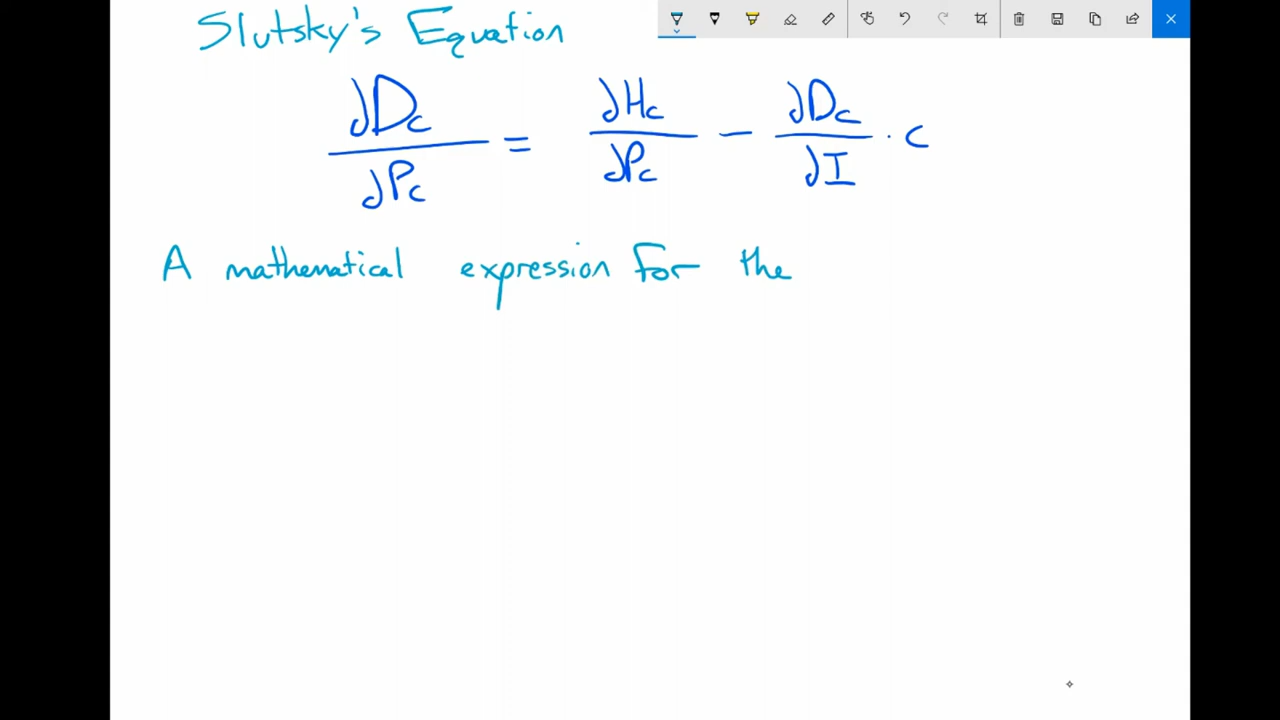 Slutsky's Equation
∂Dc/∂Pc = ∂Hc/∂Pc − ∂Dc/∂I · c
A mathematical expression for the